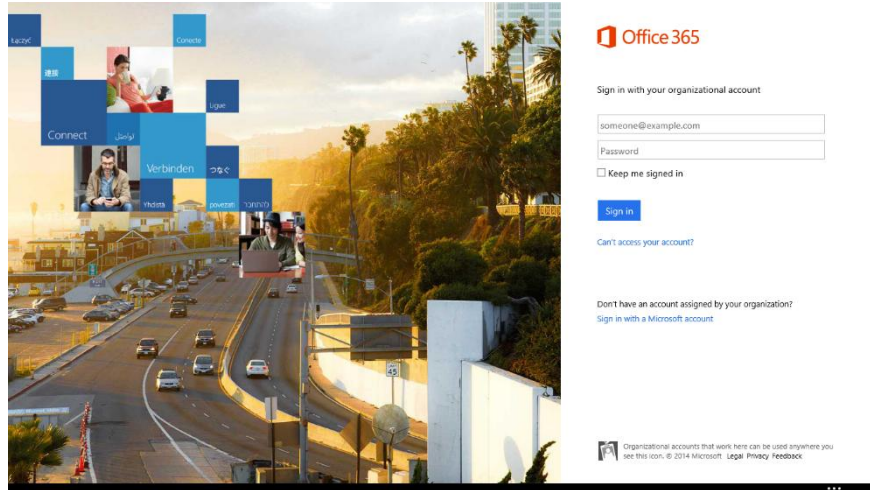 Łączyć
Conecte
連接
Ligue
Connect
تواصل
Verbinden
つなぐ
Yhdistä
povezati
להתחבר
45
Office 365
Sign in with your organizational account
someone@example.com
Password
Keep me signed in
Sign in
Can't access your account?
Don't have an account assigned by your organization?
Sign in with a Microsoft account
Organizational accounts that work here can be used anywhere you
see this icon. © 2014 Microsoft Legal Privacy Feedback